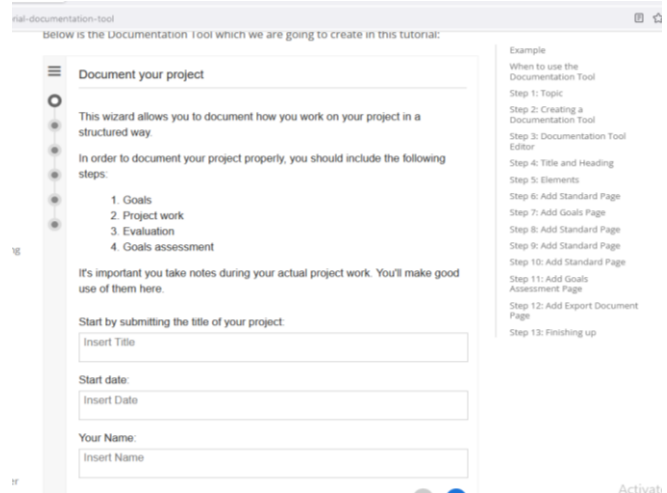 rial-documentation-tool
Below is the Documentation Tool which we are going to create in this tutorial:
Document your project
This wizard allows you to document how you work on your project in a
structured way.
In order to document your project properly, you should include the following
steps:
1. Goals
2. Project work
3. Evaluation
4. Goals assessment
It's important you take notes during your actual project work. You'll make good
use of them here.
Start by submitting the title of your project:
Insert Title
Start date:
Insert Date
Your Name:
Insert Name
Example
When to use the
Documentation Tool
Step 1: Topic
Step 2: Creating a
Documentation Tool
Step 3: Documentation Tool
Editor
Step 4: Title and Heading
Step 5: Elements
Step 6: Add Standard Page
Step 7: Add Goals Page
Step 8: Add Standard Page
Step 9: Add Standard Page
Step 10: Add Standard Page
Step 11: Add Goals
Assessment Page
Step 12: Add Export Document
Page
Step 13: Finishing up
Activat